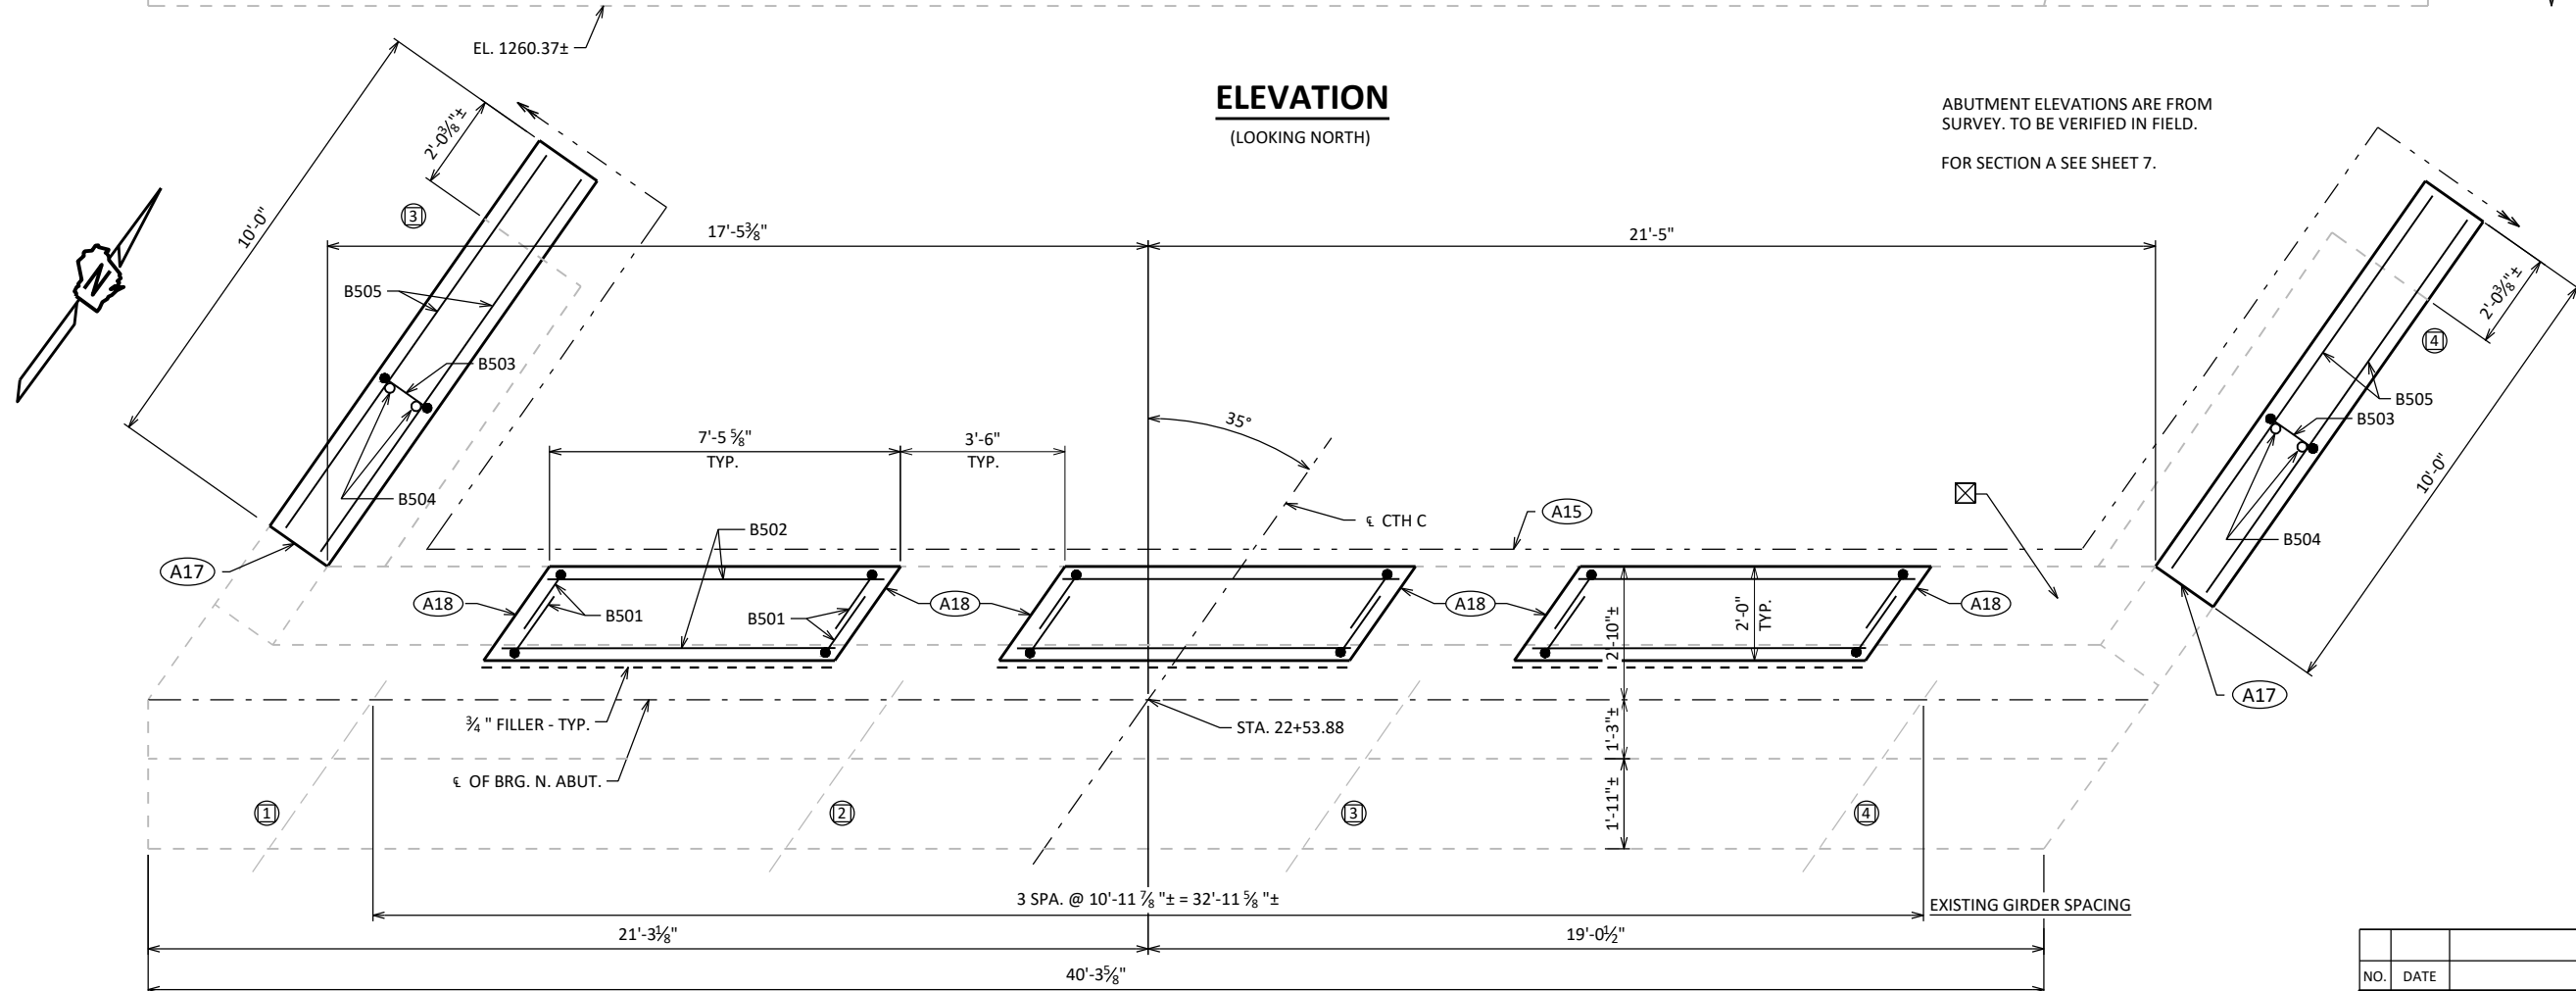 EL. 1260.37±
ELEVATION
(LOOKING NORTH)
ABUTMENT ELEVATIONS ARE FROM
SURVEY. TO BE VERIFIED IN FIELD.
FOR SECTION A SEE SHEET 7.
2'-0⅜"±
3
10'-0"
N
17'-5⅜"
21'-5"
2'-0⅜"±
4
B505
B503
B504
B505
B503
B504
10'-0"
35°
7'-5 ⅝"
TYP.
3'-6"
TYP.
℄ CTH C
A15
B502
A17
A18
B501
B501
A18
A18
A18
2'-10"±
2'-0"
TYP.
A17
¾ " FILLER - TYP.
STA. 22+53.88
1'-3"±
℄ OF BRG. N. ABUT.
1
2
3
4
1'-11"±
3 SPA. @ 10'-11 ⅞ "± = 32'-11 ⅝ "±
EXISTING GIRDER SPACING
21'-3⅛"
19'-0½"
40'-3⅝"
NO. DATE